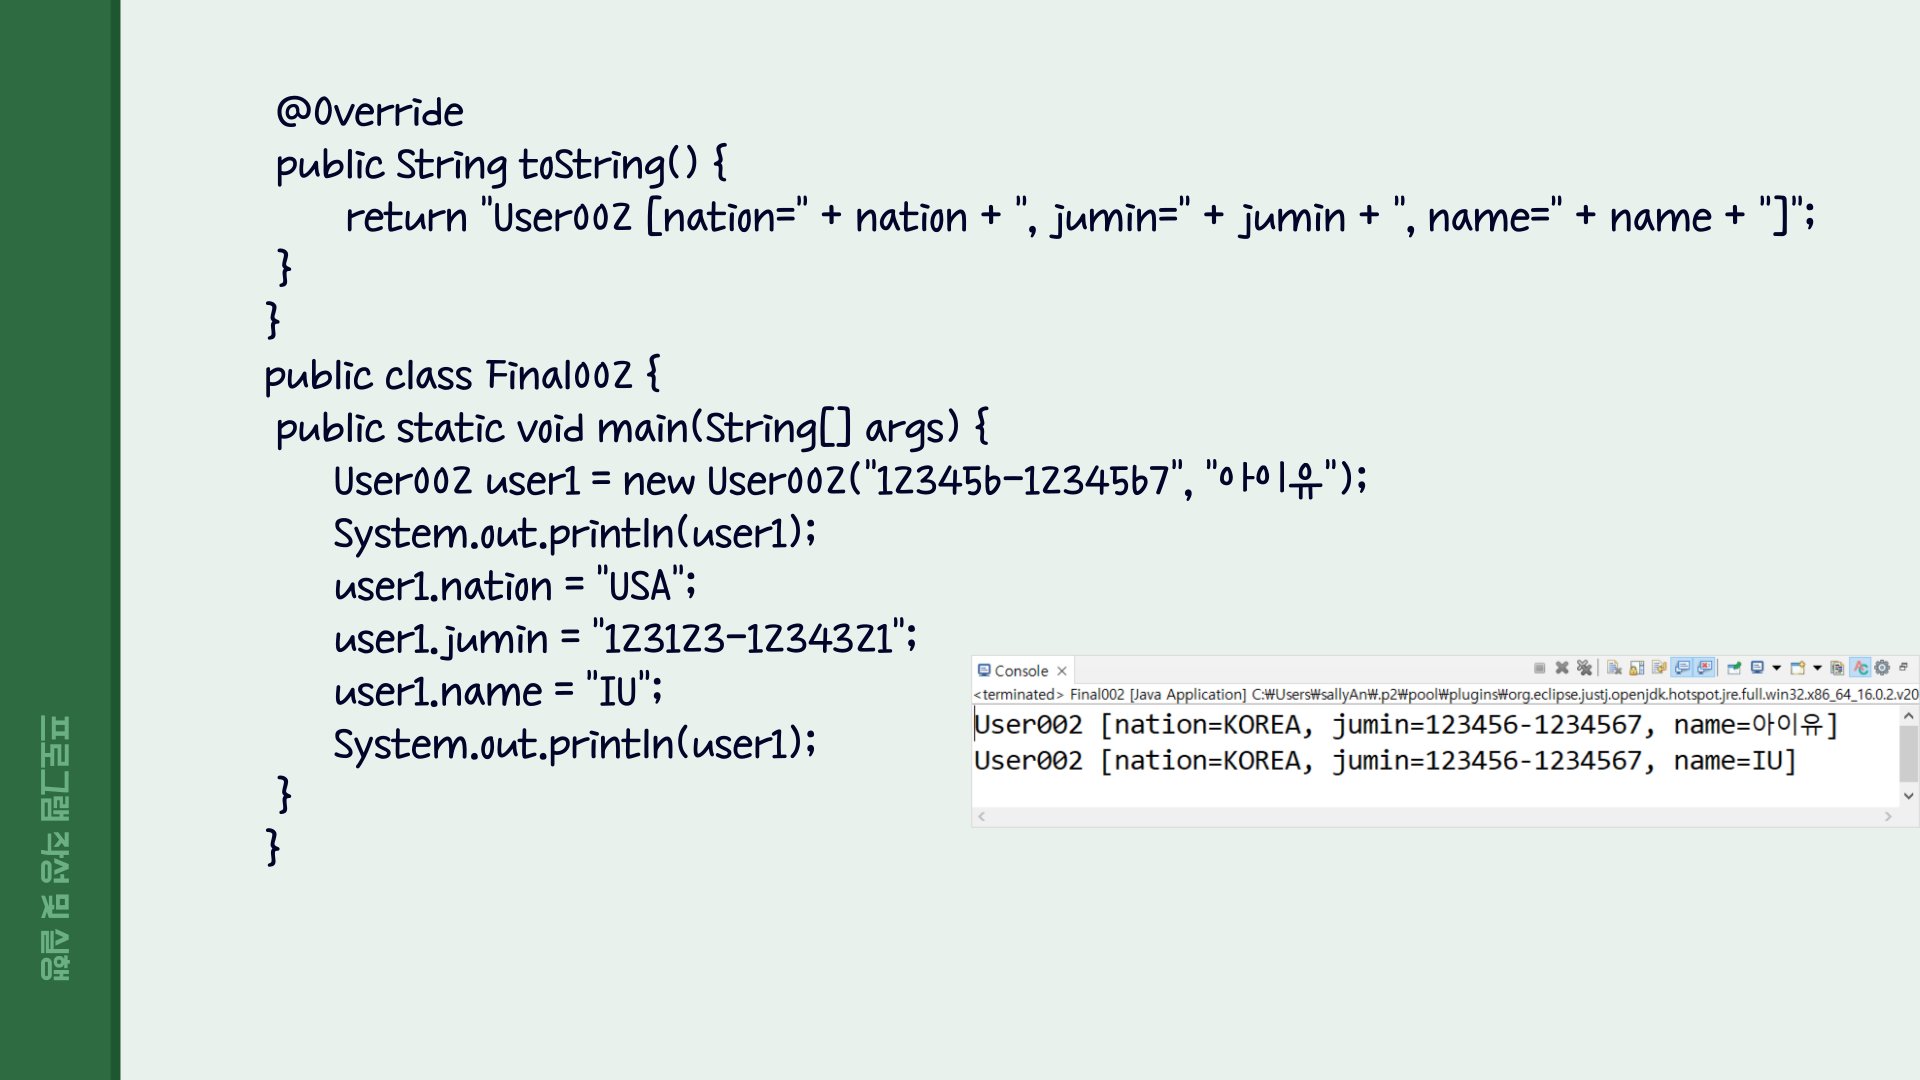 @Override
public String toString() {
return "User002 [nation=" + nation + ", jumin=" + jumin + ", name=" + name + "]";
}
}
public class Final002 {
public static void main(String[] args) {
User002 user1 = new User002("123456-1234567", "아이유");
System.out.println(user1);
user1.nation = "USA";
user1.jumin = "123123-1234321";
user1.name = "IU";
System.out.println(user1);
}
}
Console
<terminated> Final002 [Java Application] C:₩Users₩sallyAn₩.p2₩pool₩plugins₩org.eclipse.justj.openjdk.hotspot.jre.full.win32.x86_64_16.0.2.v20
User002 [nation=KOREA, jumin=123456-1234567, name=아이유]
User002 [nation=KOREA, jumin=123456-1234567, name=IU]
프로그램 작성 및 실행